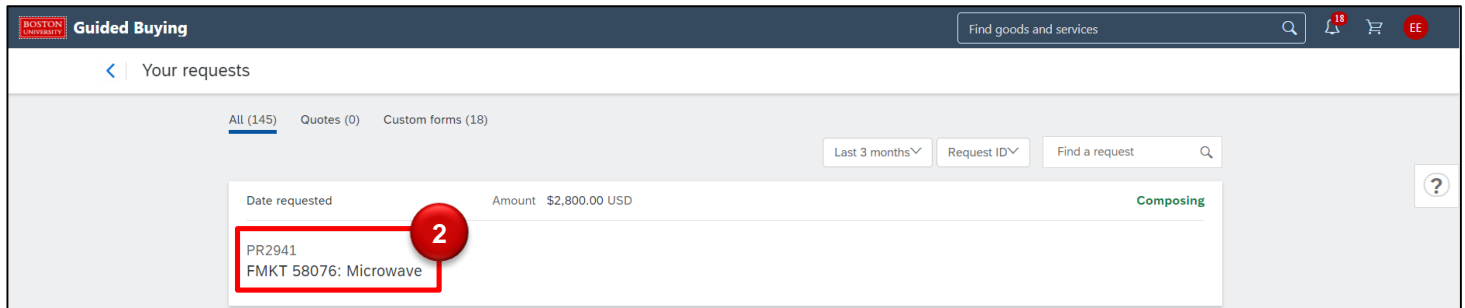 BOSTON
UNIVERSITY
Guided Buying
Find goods and services
18
EE
Your requests
All (145) Quotes (0) Custom forms (18)
Last 3 months Request ID Find a request
?
Date requested Amount $2,800.00 USD Composing
2
PR2941
FMKT 58076: Microwave